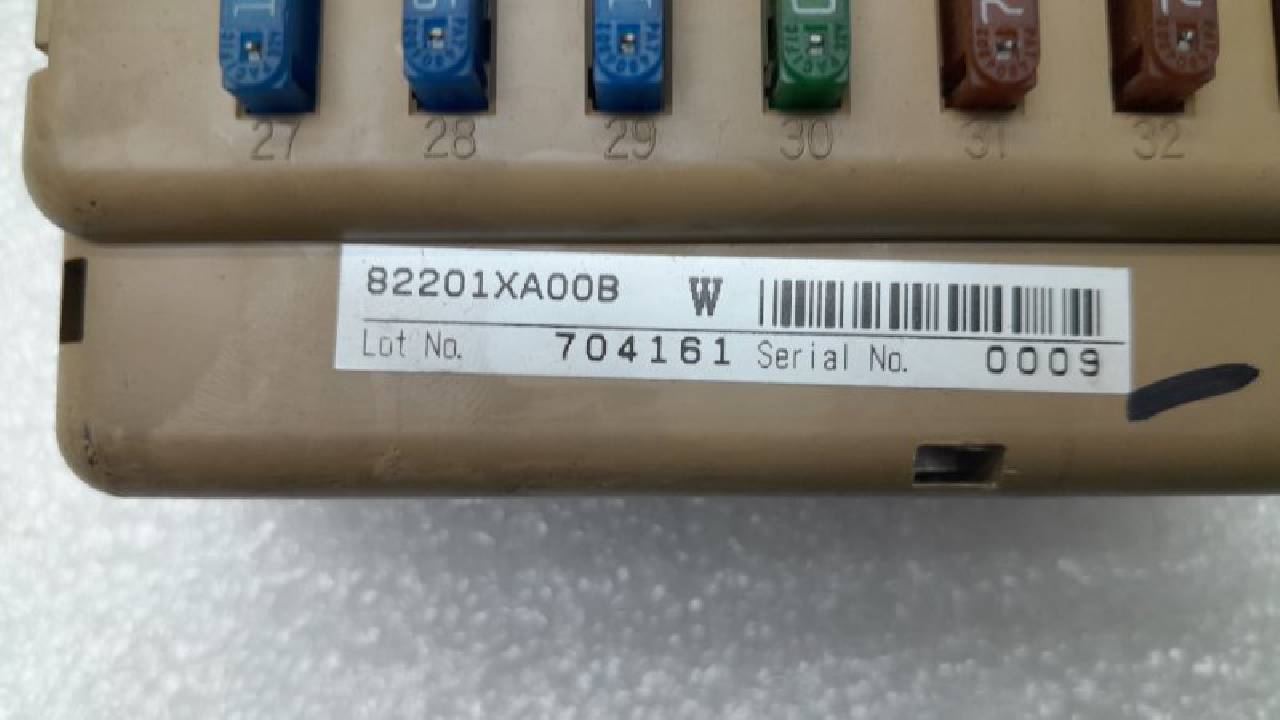 27 28 29 30 31 32
82201XA00B W
Lot No. 704161 Serial No. 0009